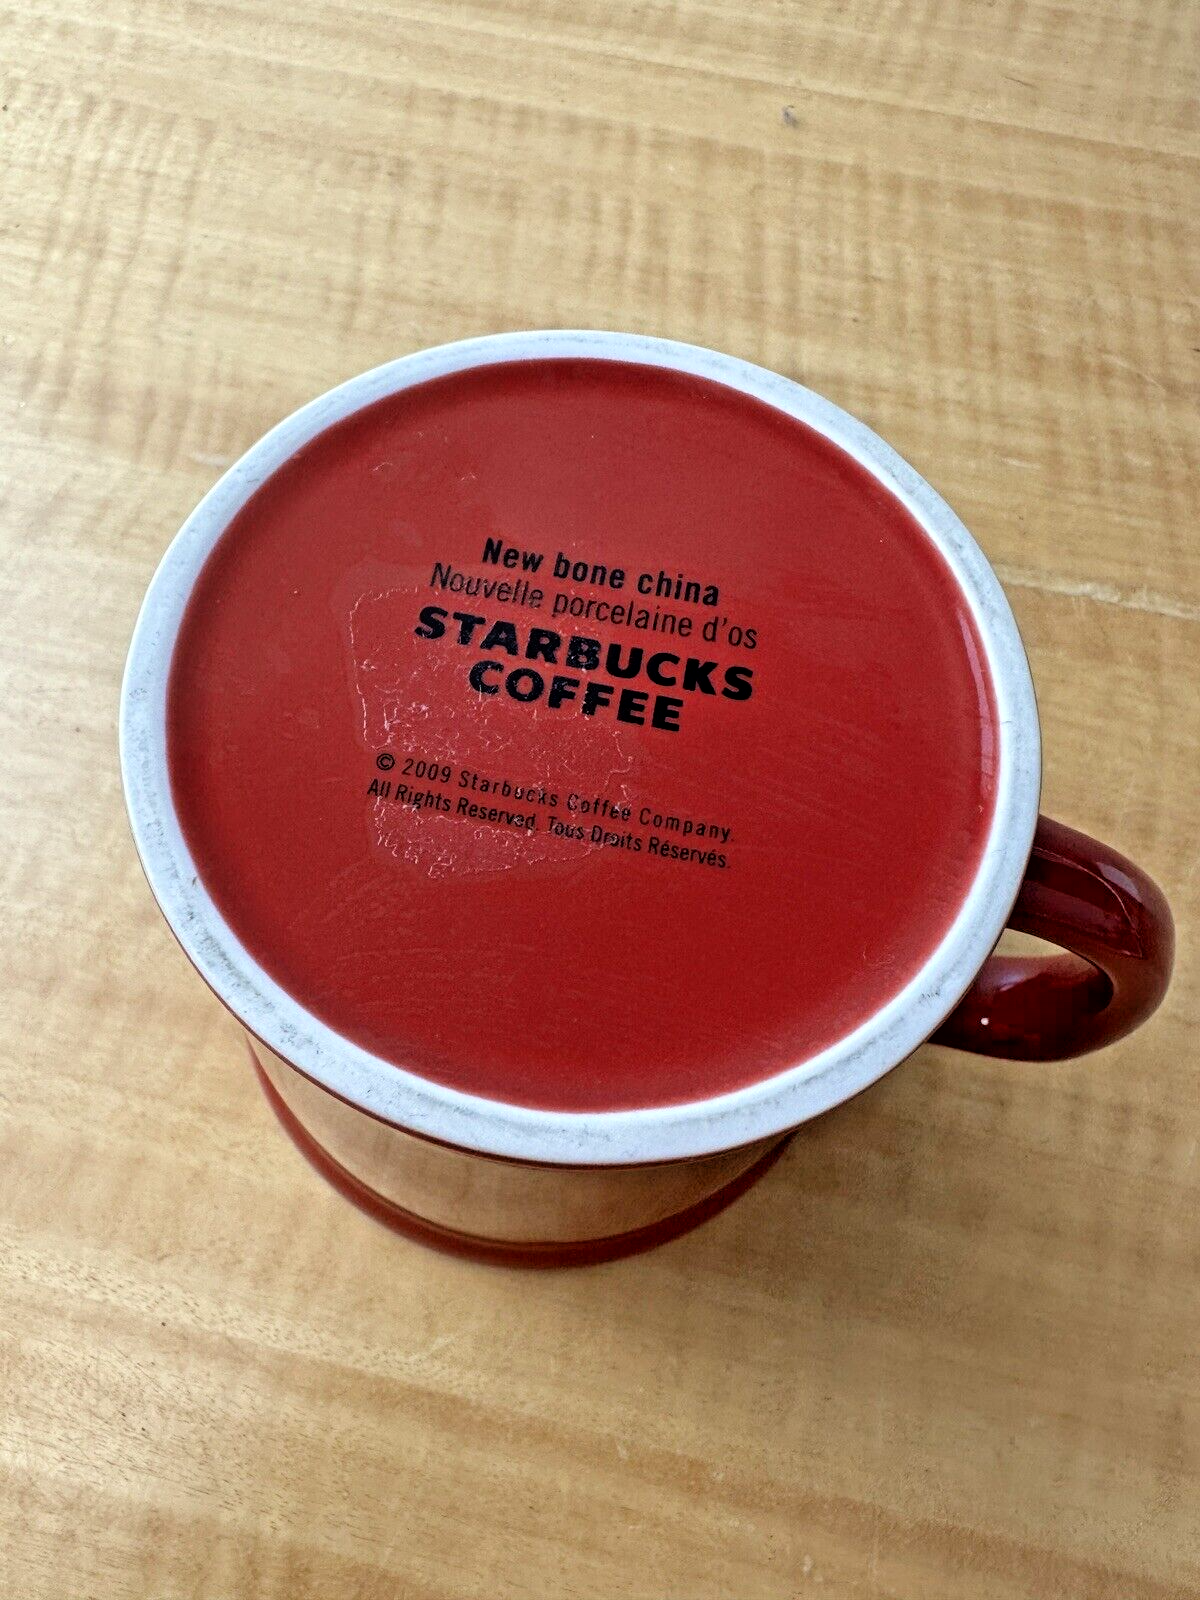 New bone china
Nouvelle porcelaine d'os
STARBUCKS
COFFEE
© 2009 Starbucks Coffee Company.
All Rights Reserved. Tous Droits Réservés.